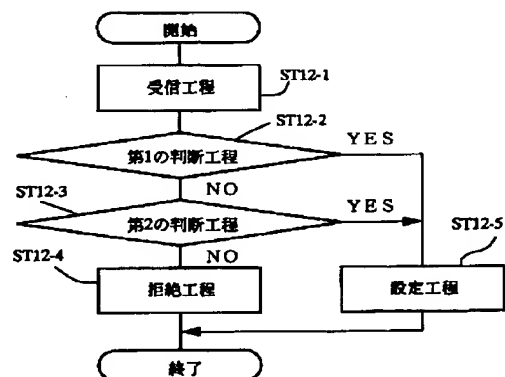 開始
受信工程
ST12-1
ST12-2
第1の判断工程
YES
NO
ST12-3
第2の判断工程
YES
NO
ST12-4
ST12-5
拒絶工程
設定工程
終了